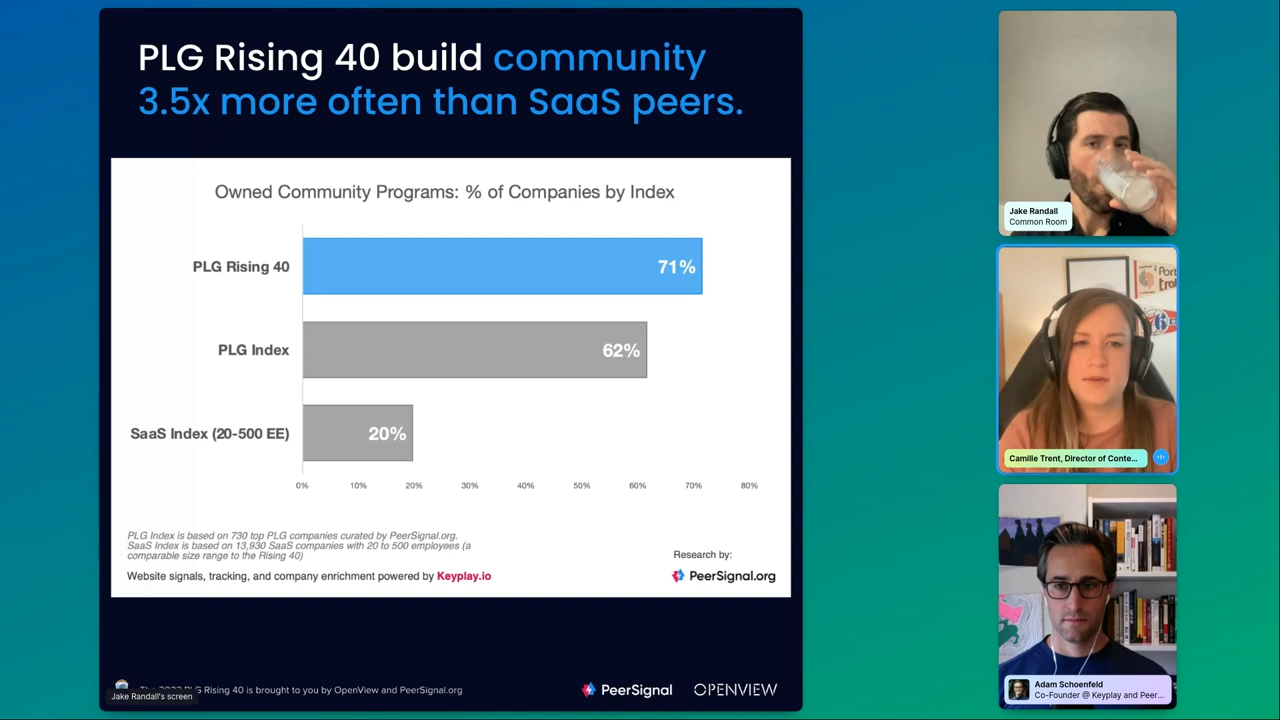 PLG Rising 40 build community
3.5x more often than SaaS peers.
Owned Community Programs: % of Companies by Index
PLG Rising 40
71%
PLG Index
62%
SaaS Index (20-500 EE)
20%
0% 10% 20% 30% 40% 50% 60% 70% 80%
PLG Index is based on 730 top PLG companies curated by PeerSignal.org.
SaaS Index is based on 13,930 SaaS companies with 20 to 500 employees (a
comparable size range to the Rising 40)
Website signals, tracking, and company enrichment powered by Keyplay.io
Research by:
PeerSignal.org
Rising 40 is brought to you by OpenView and PeerSignal.org
Jake Randall's screen
PeerSignal
OPENVIEW
Jake Randall
Common Room
Camille Trent, Director of Conte...
Adam Schoenfeld
Co-Founder @ Keyplay and Peer...